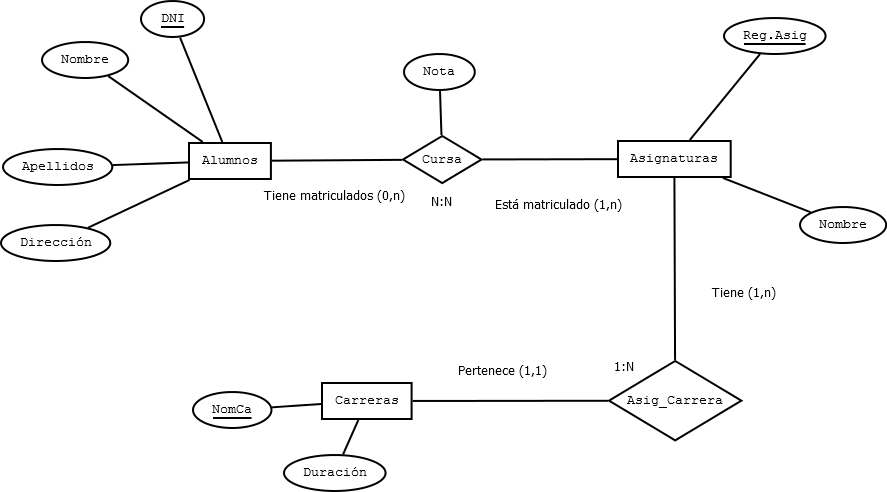 DNI
Reg.Asig
Nombre
Nota
Alumnos
Cursa
Asignaturas
Apellidos
Tiene matriculados (0,n)
N:N
Está matriculado (1,n)
Nombre
Dirección
Tiene (1,n)
Pertenece (1,1)
1:N
NomCa
Carreras
Asig_Carrera
Duración